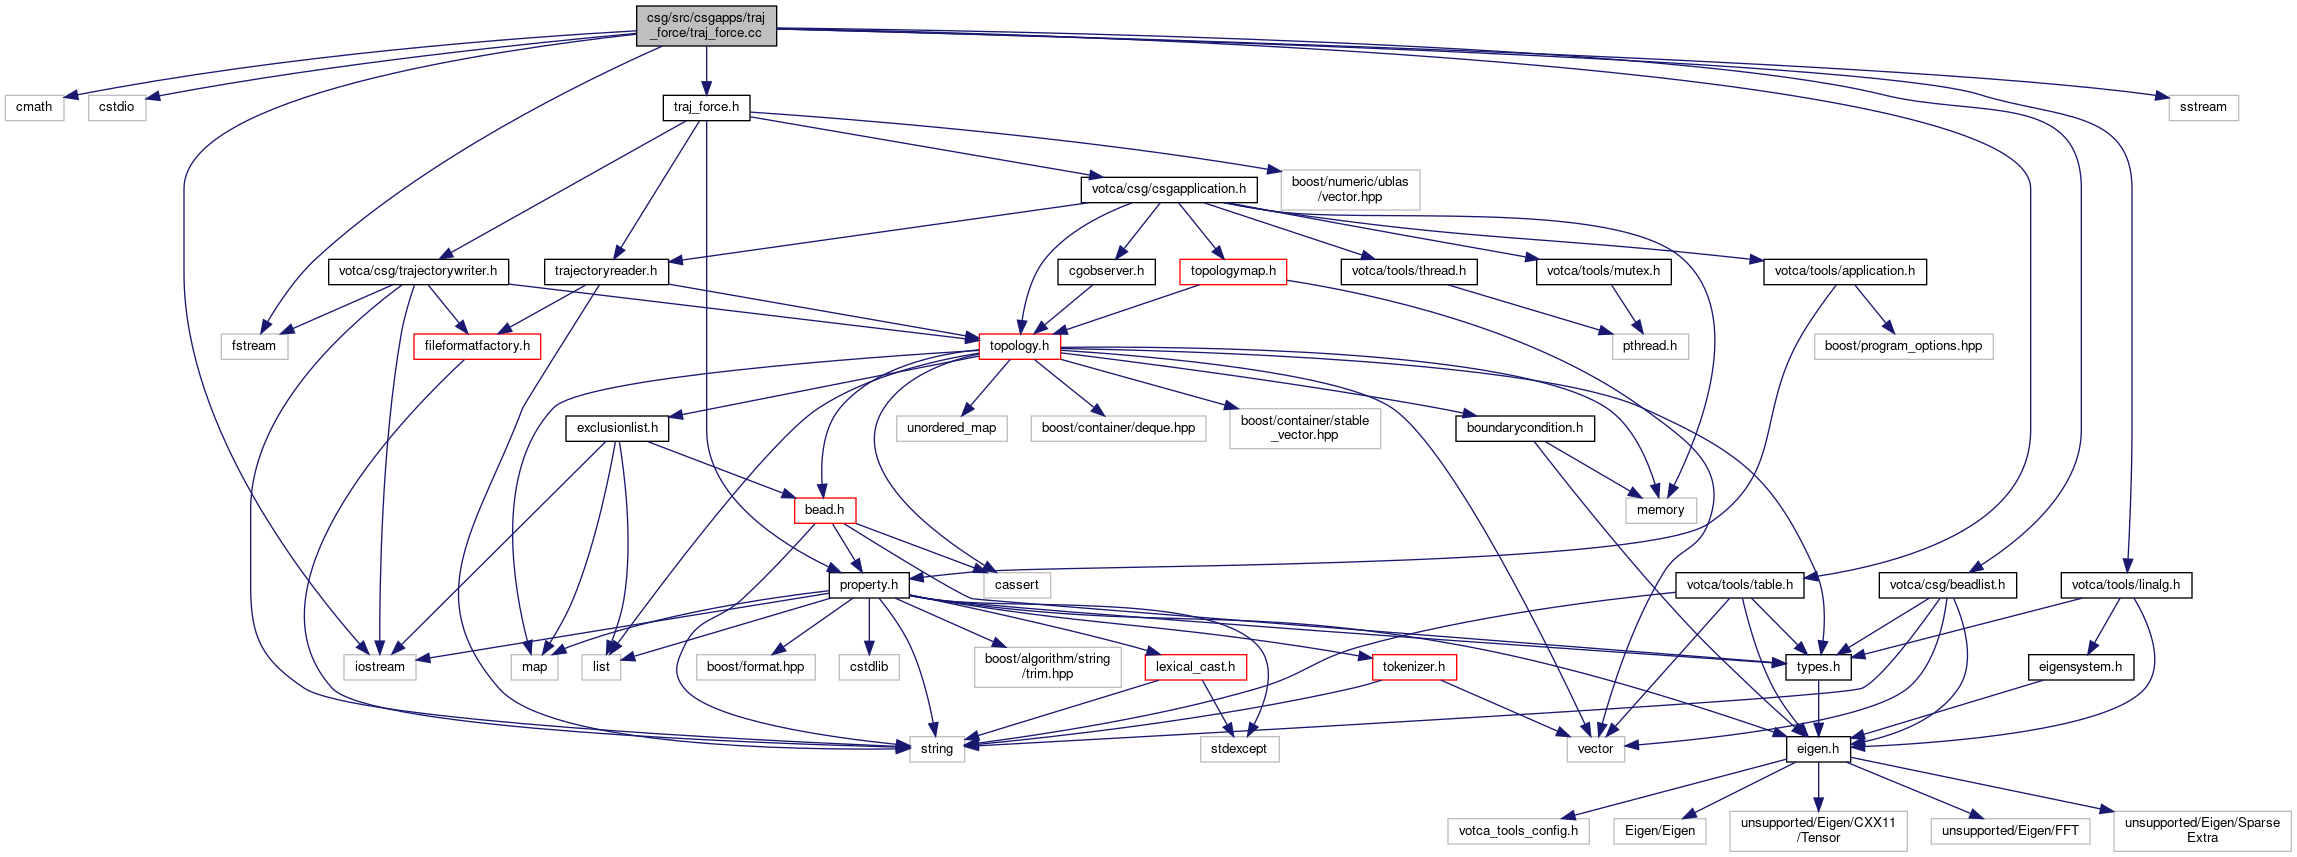 csg/src/csgapps/traj
_force/traj_force.cc
cmath
cstdio
traj_force.h
sstream
votca/csg/csgapplication.h
boost/numeric/ublas
/vector.hpp
votca/csg/trajectorywriter.h
trajectoryreader.h
cgobserver.h
topologymap.h
votca/tools/thread.h
votca/tools/mutex.h
votca/tools/application.h
fstream
fileformatfactory.h
topology.h
pthread.h
boost/program_options.hpp
exclusionlist.h
unordered_map
boost/container/deque.hpp
boost/container/stable
_vector.hpp
boundarycondition.h
bead.h
memory
property.h
cassert
votca/tools/table.h
votca/csg/beadlist.h
votca/tools/linalg.h
iostream
map
list
boost/format.hpp
cstdlib
boost/algorithm/string
/trim.hpp
lexical_cast.h
tokenizer.h
types.h
eigensystem.h
string
stdexcept
vector
eigen.h
votca_tools_config.h
Eigen/Eigen
unsupported/Eigen/CXX11
/Tensor
unsupported/Eigen/FFT
unsupported/Eigen/Sparse
Extra